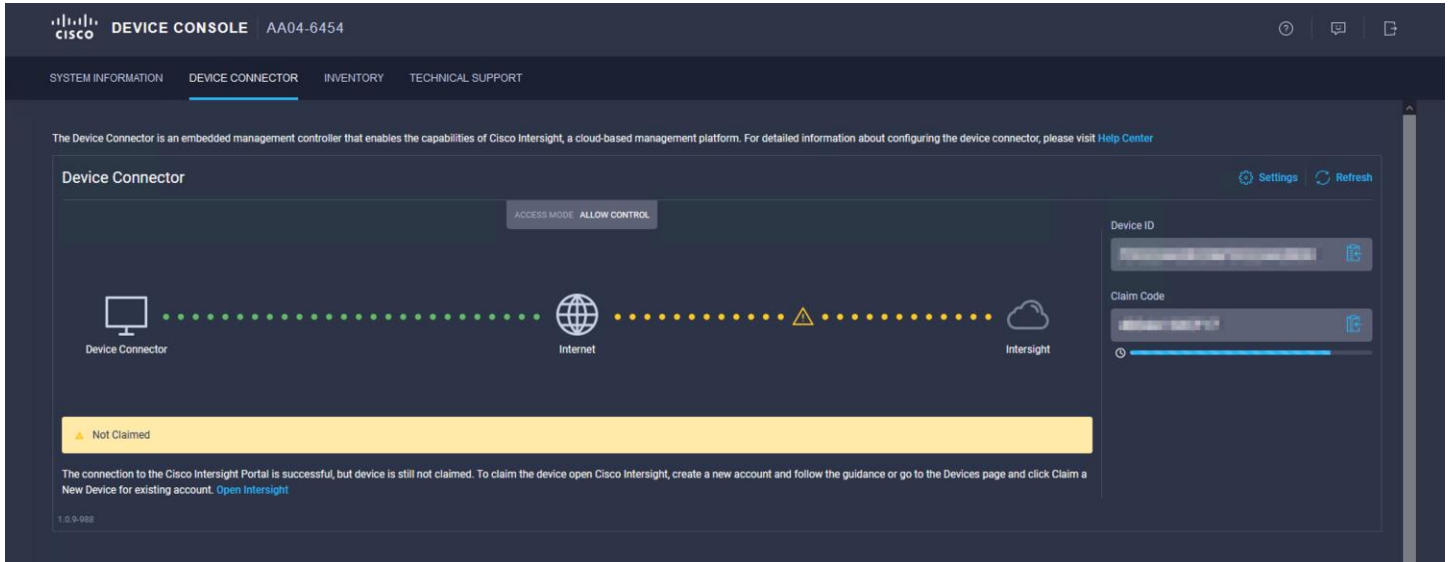 CISCO DEVICE CONSOLE AA04-6454
SYSTEM INFORMATION DEVICE CONNECTOR INVENTORY TECHNICAL SUPPORT
The Device Connector is an embedded management controller that enables the capabilities of Cisco Intersight, a cloud-based management platform. For detailed information about configuring the device connector, please visit Help Center
Device Connector
Settings Refresh
ACCESS MODE ALLOW CONTROL
Device Connector
Internet
Intersight
Device ID
Claim Code
Not Claimed
The connection to the Cisco Intersight Portal is successful, but device is still not claimed. To claim the device open Cisco Intersight, create a new account and follow the guidance or go to the Devices page and click Claim a
New Device for existing account. Open Intersight
1.0.9-988